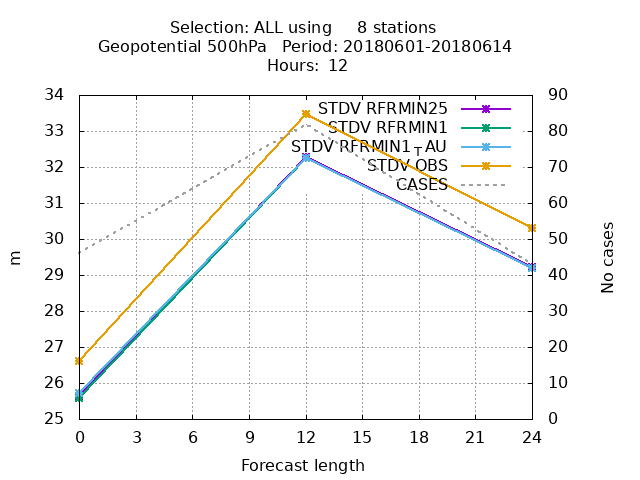 Selection: ALL using     8 stations
Geopotential 500hPa   Period: 20180601-20180614
Hours: 12
34 90
33 80
32 70
31 60
30 50
29 40
28 30
27 20
26 10
25 0
STDV RFRMIN25
STDV RFRMIN1
STDV RFRMIN1TAU
STDV OBS
CASES
m
No cases
0 3 6 9 12 15 18 21 24
Forecast length